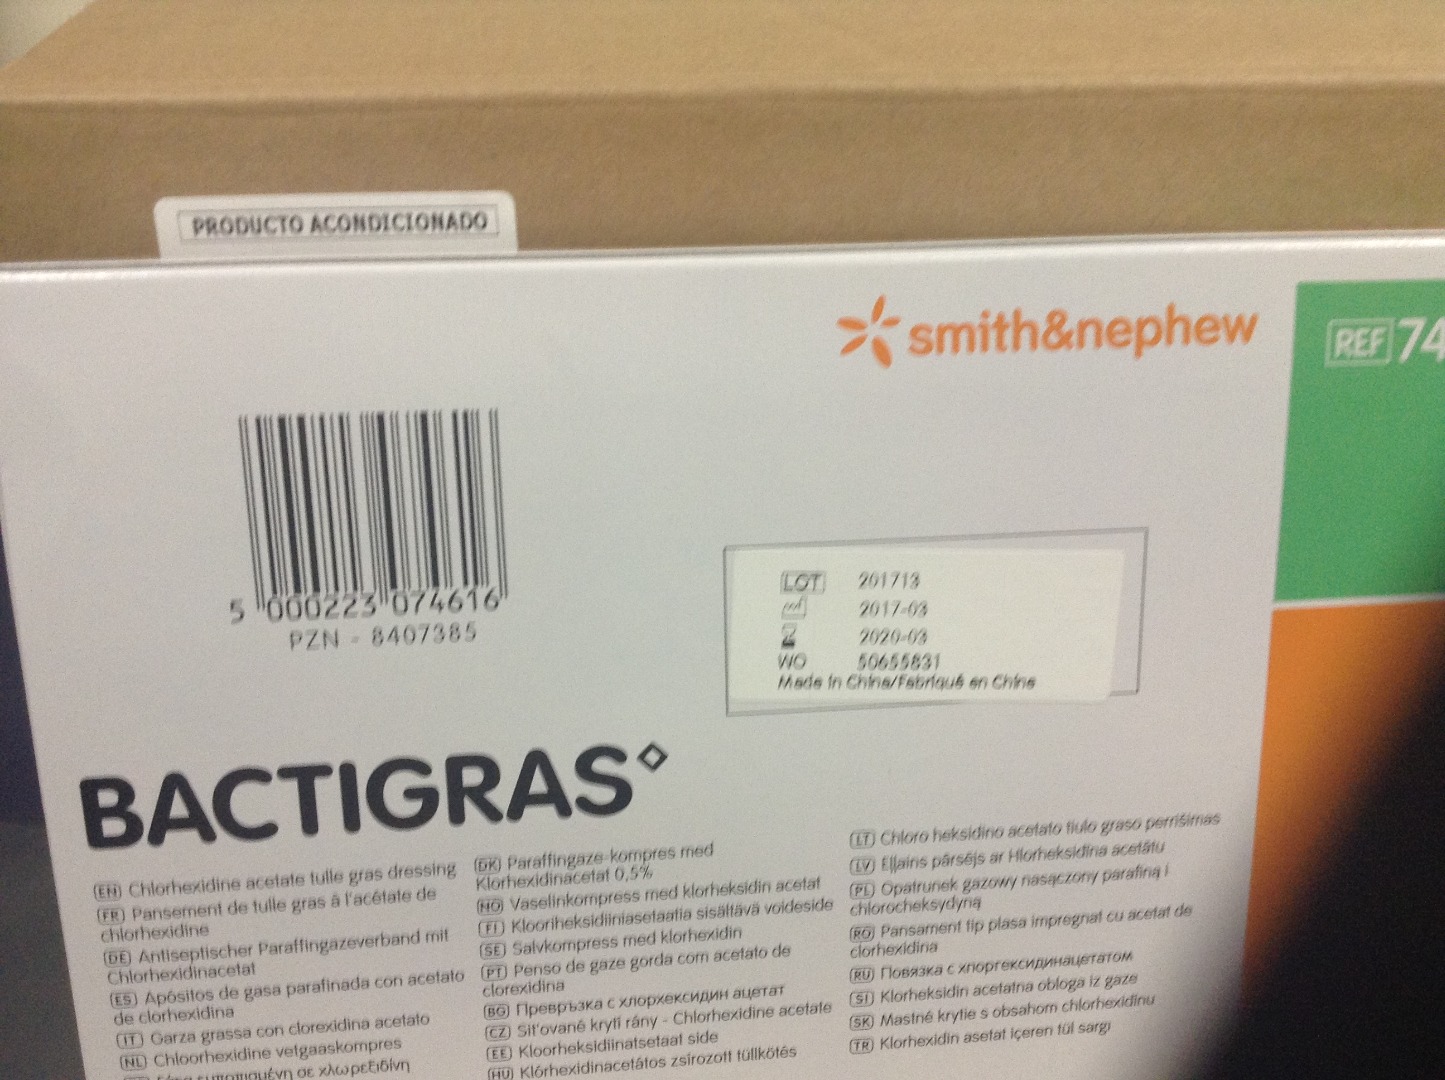 PRODUCTO ACONDICIONADO
smith&nephew
REF 74
5 000223 074616
PZN - 8407385
LOT 201713
2017-03
2020-03
WO 50655831
Made in China/Fabriqué en Chine
BACTIGRAS
EN Chlorhexidine acetate tulle gras dressing
FR Pansement de tulle gras à l'acétate de
chlorhexidine
DE Antiseptischer Paraffingazeverband mit
Chlorhexidinacetat
ES Apósitos de gasa parafinada con acetato
de clorhexidina
IT Garza grassa con clorexidina acetato
NL Chloorhexidine vetgaaskompres
σε χλωρεξιδίνη
DK Paraffingaze-kompres med
Klorhexidinacetat 0,5%
NO Vaselinkompress med klorheksidin acetat
FI Klooriheksidiiniasetaatia sisältävä voideside
SE Salvkompress med klorhexidin
PT Penso de gaze gorda com acetato de
clorexidina
BG Превръзка с хлорхексидин ацетат
CZ Síťované krytí rány - Chlorhexidine acetate
EE Kloorheksidiinatsetaat side
HU Klórhexidinacetátos zsírozott tüllkötés
LT Chloro heksidino acetato tiulo graso perrišimas
LV Eļļains pārsējs ar Hlorheksidīna acetātu
PL Opatrunek gazowy nasączony parafiną i
chlorocheksydyną
RO Pansament tip plasa impregnat cu acetat de
clorhexidina
RU Повязка с хлоргексидинацетатом
SI Klorheksidin acetatna obloga iz gaze
SK Mastné krytie s obsahom chlorhexidínu
TR Klorhexidin asetat içeren tül sargı